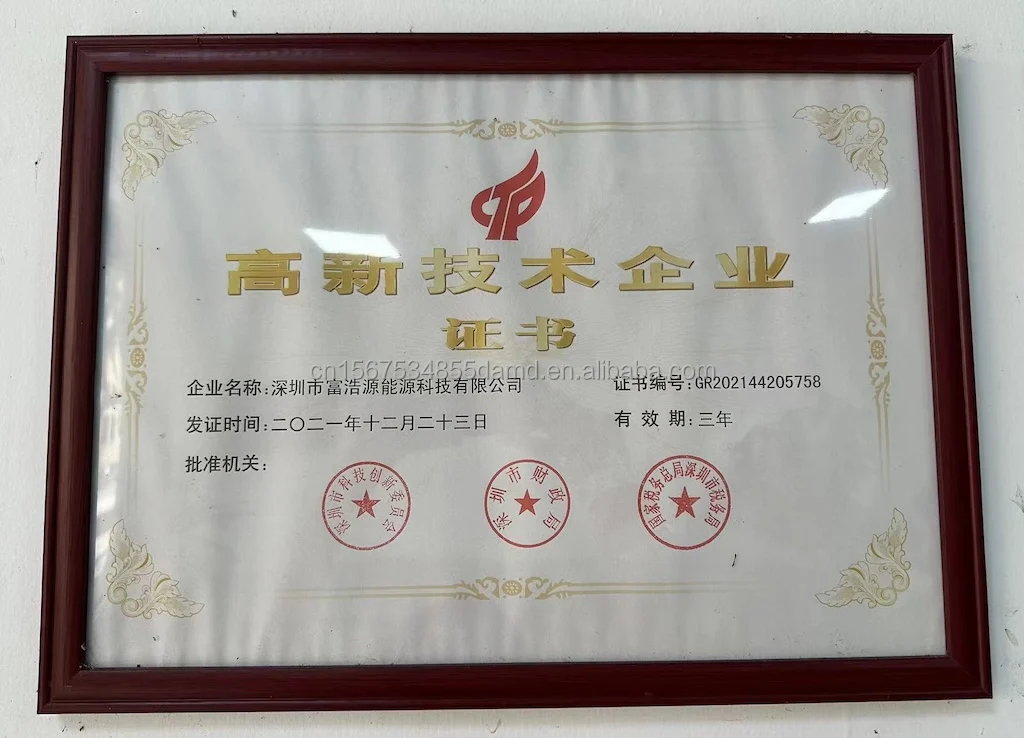 高新技术企业
证书
cn1567534855damd.en.alibaba.com
企业名称:深圳市富浩源能源科技有限公司
证书编号:GR202144205758
发证时间:二〇二一年十二月二十三日
有效期:三年
批准机关:
深圳市科技创新委员会
深圳市财政局
国家税务总局深圳市税务局